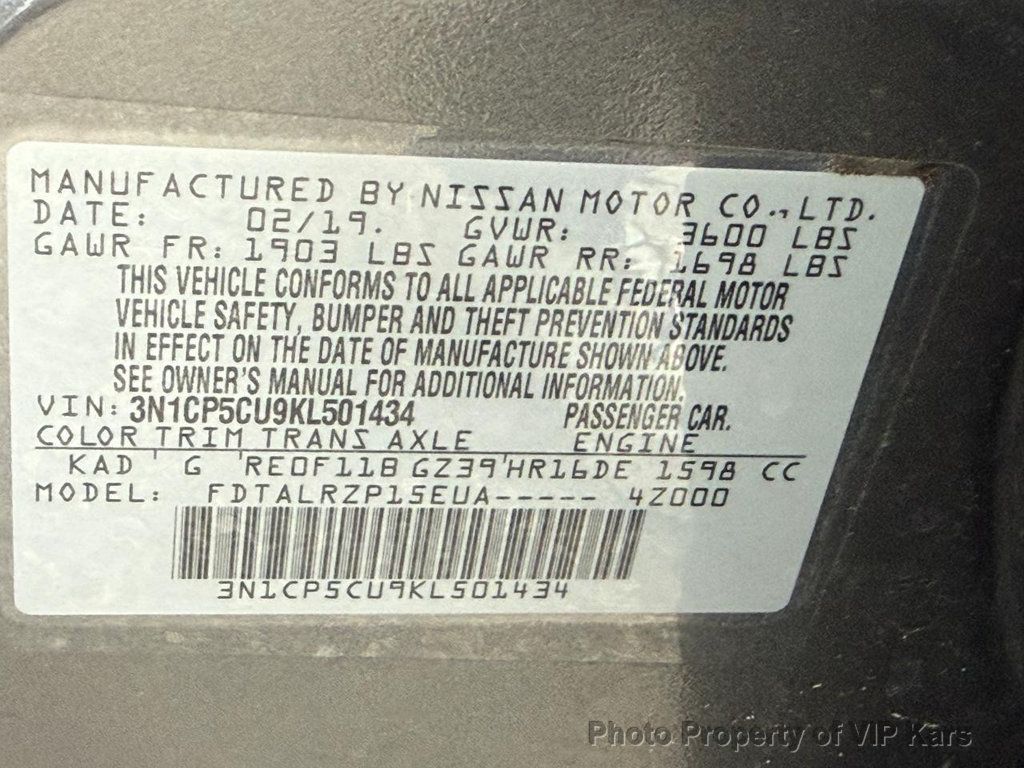 MANUFACTURED BY NISSAN MOTOR CO., LTD.
DATE: 02/19. GVWR: 3600 LBS
GAWR FR: 1903 LBS GAWR RR: 1698 LBS
THIS VEHICLE CONFORMS TO ALL APPLICABLE FEDERAL MOTOR
VEHICLE SAFETY, BUMPER AND THEFT PREVENTION STANDARDS
IN EFFECT ON THE DATE OF MANUFACTURE SHOWN ABOVE.
SEE OWNER'S MANUAL FOR ADDITIONAL INFORMATION.
VIN: 3N1CP5CU9KL501434 PASSENGER CAR.
COLOR TRIM TRANS AXLE ENGINE
KAD ' G 'RE0F11B GZ39'HR16DE 1598 CC
MODEL: FDTALRZP15EUA----- 4Z000
3N1CP5CU9KL501434
Photo Property of VIP Kars